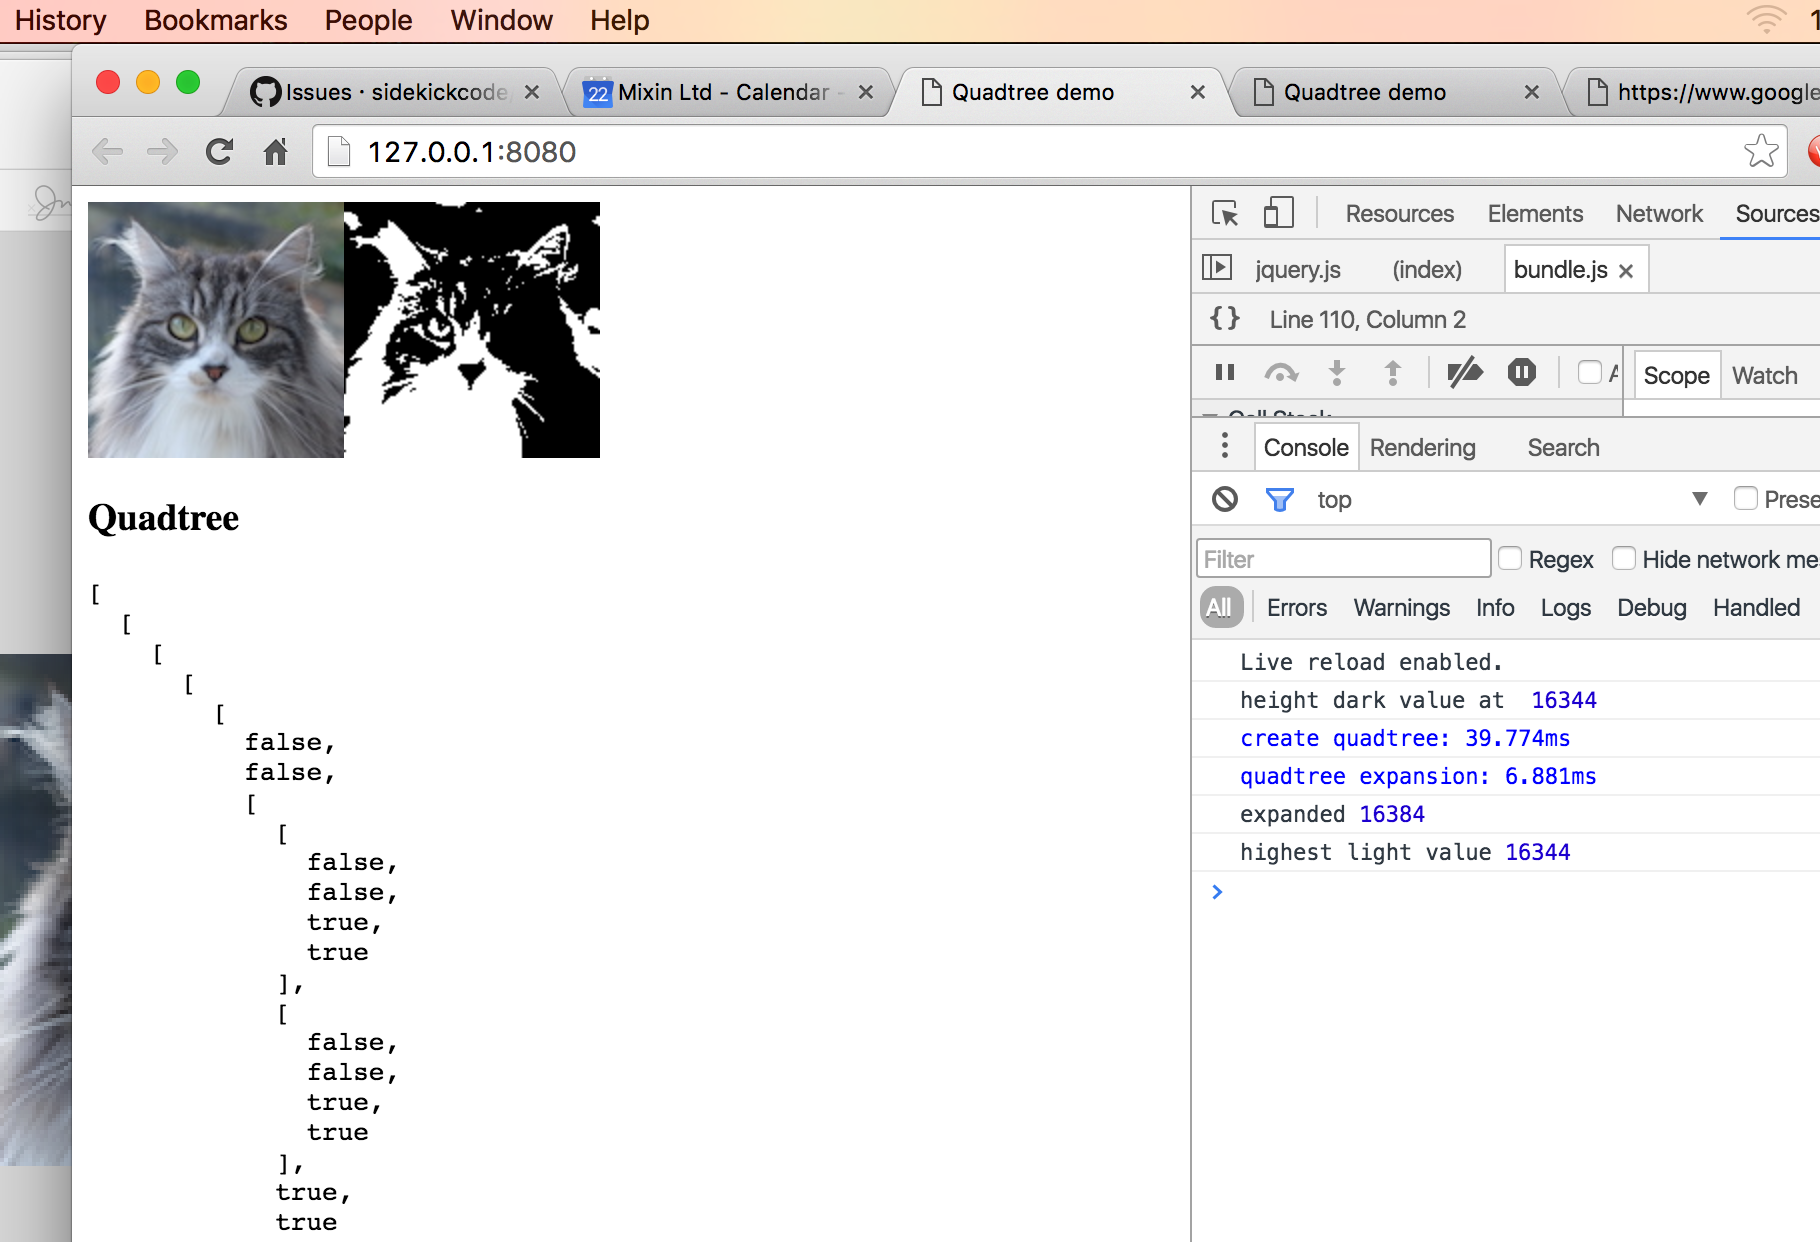 History Bookmarks People Window Help
Issues · sidekickcode Mixin Ltd - Calendar - Quadtree demo Quadtree demo https://www.google
22
127.0.0.1:8080
Quadtree
[
[
[
[
[
false,
false,
[
[
false,
false,
true,
true
],
[
false,
false,
true,
true
],
true,
true
Resources Elements Network Sources
jquery.js (index) bundle.js
{} Line 110, Column 2
Scope Watch
Call Stack
Console Rendering Search
top Prese
Filter Regex Hide network me
All Errors Warnings Info Logs Debug Handled
Live reload enabled.
height dark value at 16344
create quadtree: 39.774ms
quadtree expansion: 6.881ms
expanded 16384
highest light value 16344
>